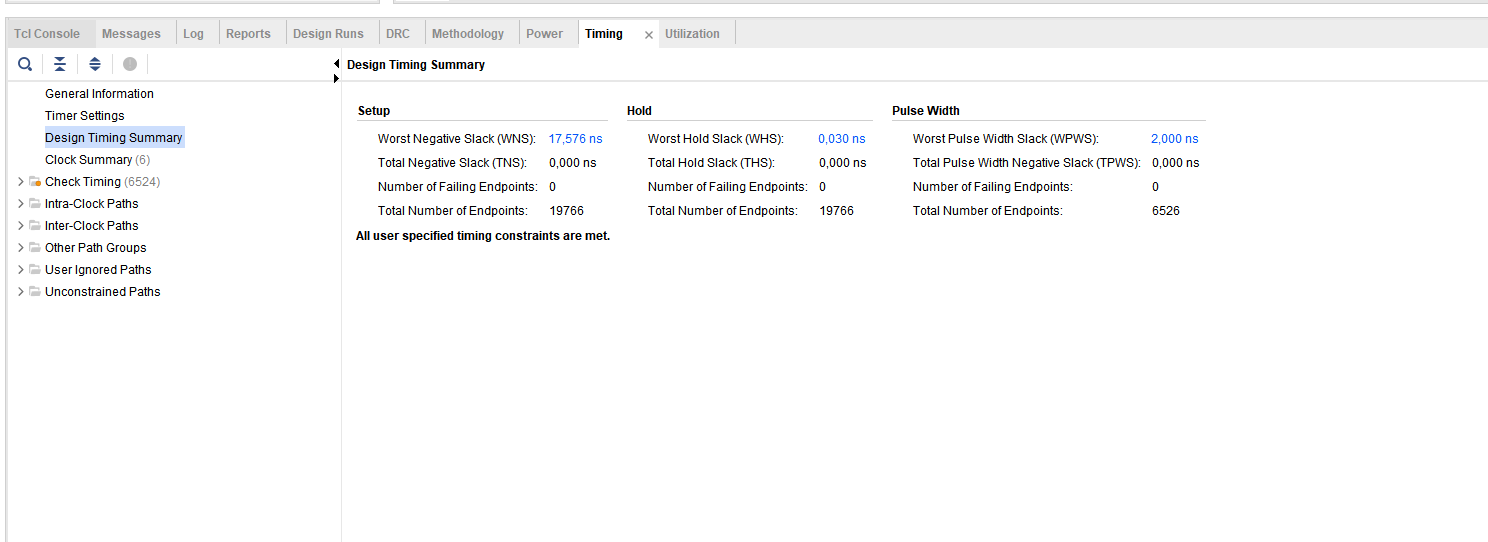 Tcl Console Messages Log Reports Design Runs DRC Methodology Power Timing Utilization
Design Timing Summary
General Information
Timer Settings
Design Timing Summary
Clock Summary (6)
Check Timing (6524)
Intra-Clock Paths
Inter-Clock Paths
Other Path Groups
User Ignored Paths
Unconstrained Paths
Setup Hold Pulse Width
Worst Negative Slack (WNS): 17,576 ns Worst Hold Slack (WHS): 0,030 ns Worst Pulse Width Slack (WPWS): 2,000 ns
Total Negative Slack (TNS): 0,000 ns Total Hold Slack (THS): 0,000 ns Total Pulse Width Negative Slack (TPWS): 0,000 ns
Number of Failing Endpoints: 0 Number of Failing Endpoints: 0 Number of Failing Endpoints: 0
Total Number of Endpoints: 19766 Total Number of Endpoints: 19766 Total Number of Endpoints: 6526
All user specified timing constraints are met.